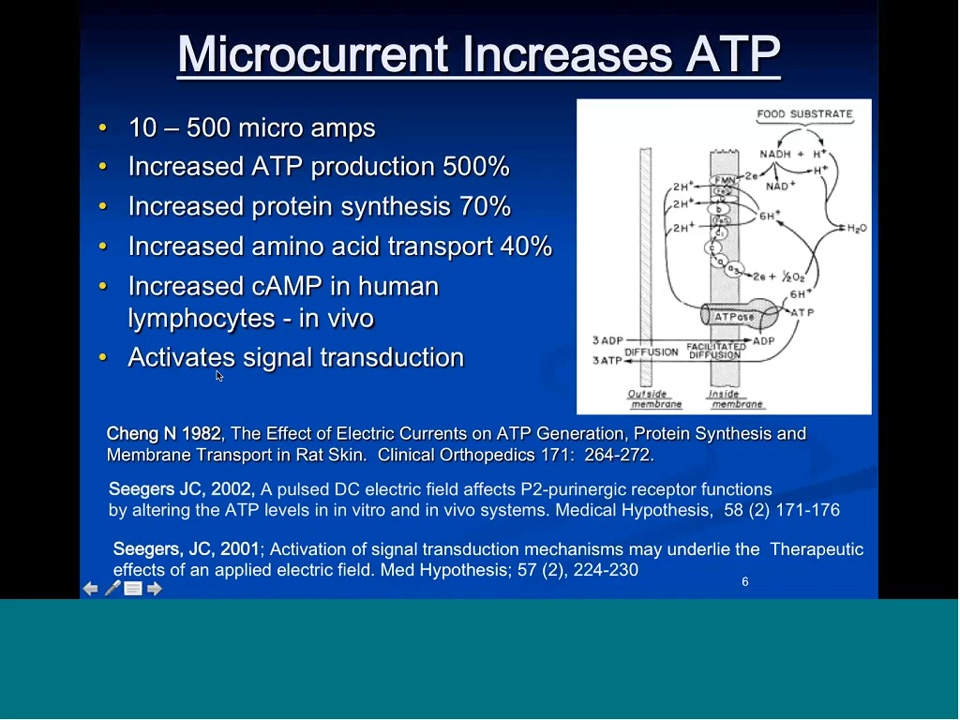 Microcurrent Increases ATP
• 10 – 500 micro amps
• Increased ATP production 500%
• Increased protein synthesis 70%
• Increased amino acid transport 40%
• Increased cAMP in human
lymphocytes - in vivo
• Activates signal transduction
FOOD SUBSTRATE
NADH + H+
H+
2e
NAD+
FMN
2H+
FeS
b
2H+
b
6H+
2H+
FeS
H2O
c1
c
a
a3
2e + ½O2
6H+
ATPase
ATP
3 ADP
ADP
DIFFUSION
FACILITATED
DIFFUSION
3 ATP
Outside
membrane
Inside
membrane
Cheng N 1982, The Effect of Electric Currents on ATP Generation, Protein Synthesis and
Membrane Transport in Rat Skin. Clinical Orthopedics 171: 264-272.
Seegers JC, 2002, A pulsed DC electric field affects P2-purinergic receptor functions
by altering the ATP levels in in vitro and in vivo systems. Medical Hypothesis, 58 (2) 171-176
Seegers, JC, 2001; Activation of signal transduction mechanisms may underlie the Therapeutic
effects of an applied electric field. Med Hypothesis; 57 (2), 224-230
6